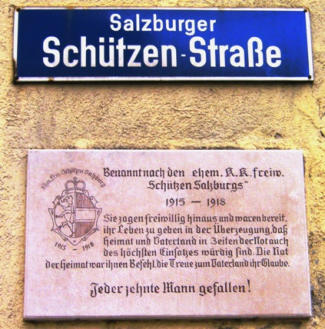 Salzburger
Schützen-Straße
K.k. Frw. Schützen Salzburg
1915 - 1918
Benannt nach den ehem. K.K. freiw.
"Schützen Salzburgs"
1915 — 1918
Sie zogen freiwillig hinaus und waren bereit,
ihr Leben zu geben in der Überzeugung, daß
Heimat und Vaterland in Zeiten der Not auch
des höchsten Einsatzes würdig sind. Die Not
der Heimat war ihnen Befehl, die Treue zum Vaterland ihr Glaube.
Jeder zehnte Mann gefallen!